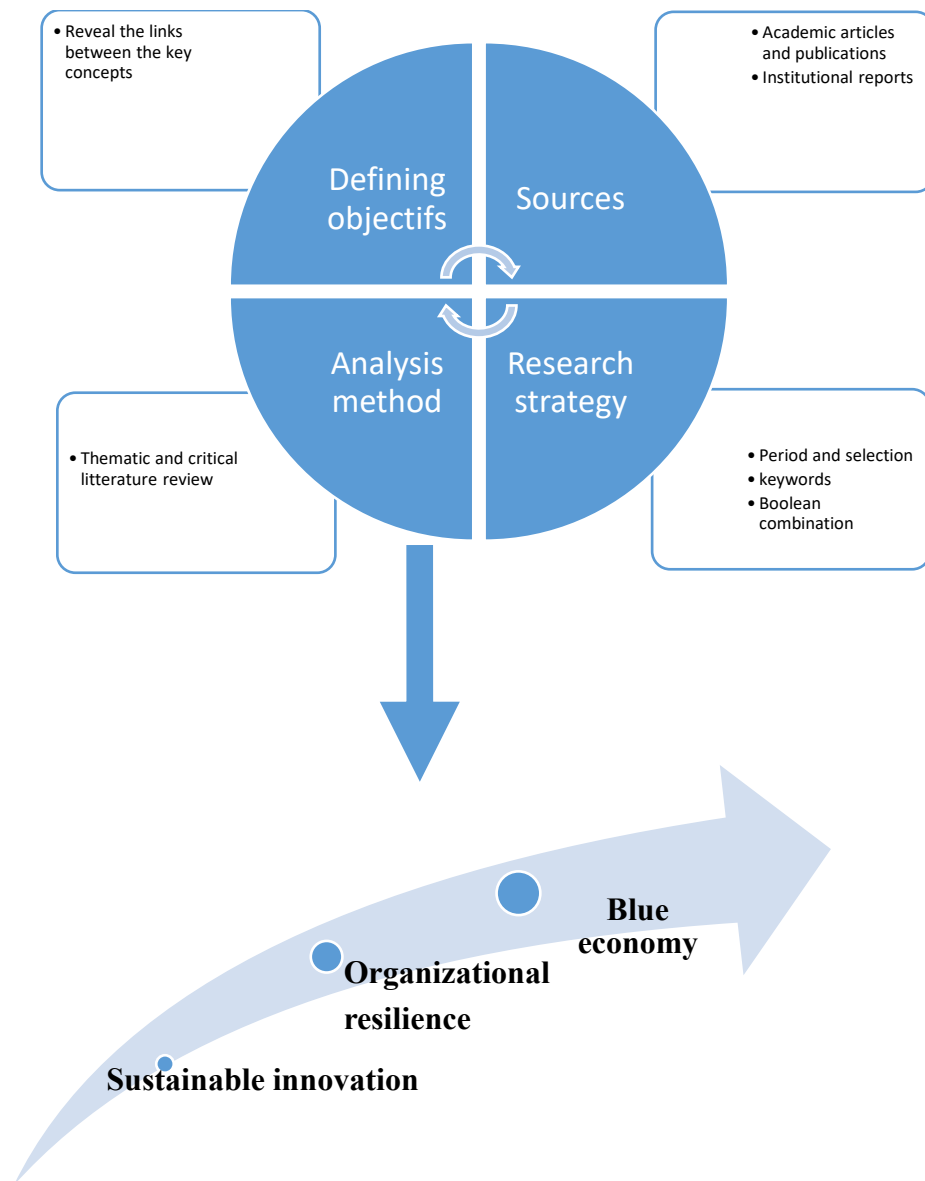 • Reveal the links
between the key
concepts
• Academic articles
and publications
• Institutional reports
Defining
objectifs
Sources
Analysis
method
Research
strategy
• Thematic and critical
litterature review
• Period and selection
• keywords
• Boolean
combination
Blue
economy
Organizational
resilience
Sustainable innovation